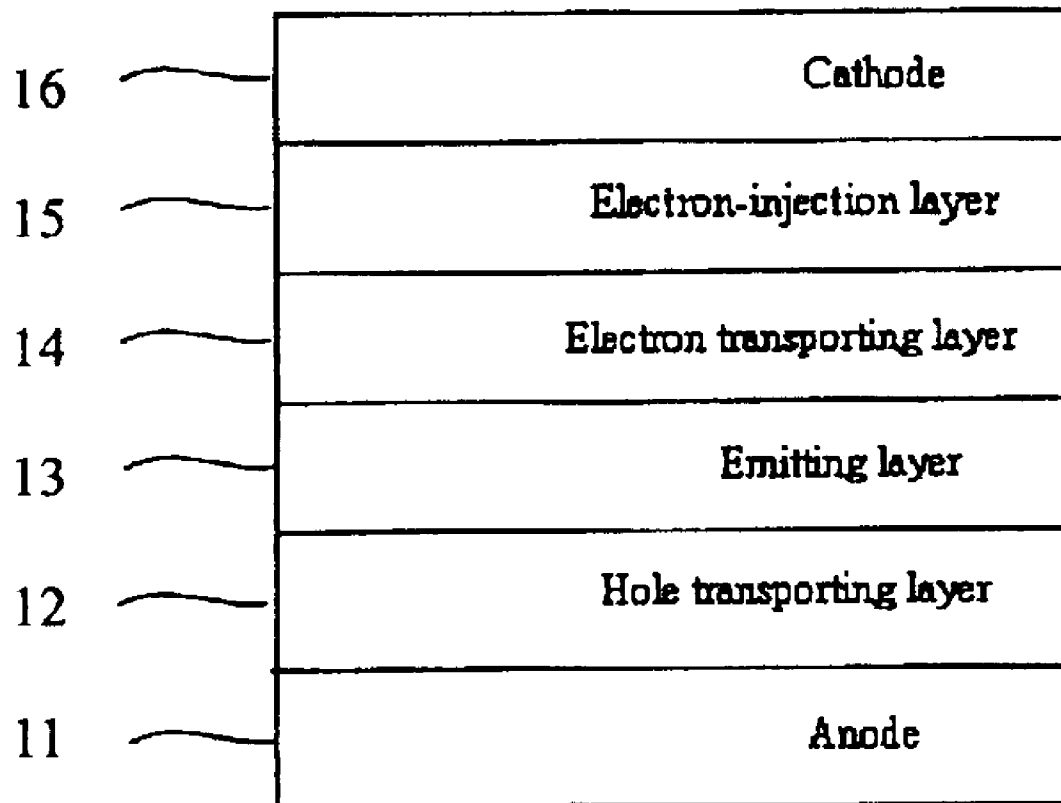 16 Cathode
15 Electron-injection layer
14 Electron transporting layer
13 Emitting layer
12 Hole transporting layer
11 Anode